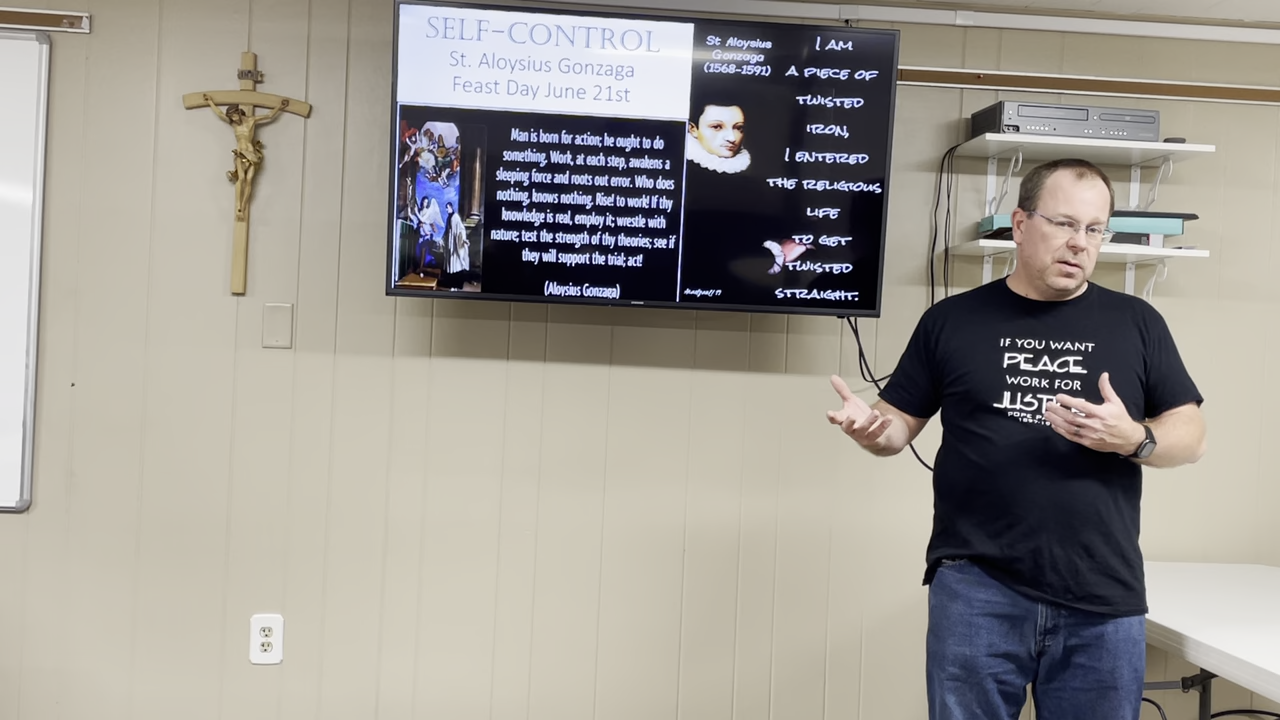 SELF-CONTROL
St. Aloysius Gonzaga
Feast Day June 21st
Man is born for action; he ought to do
something. Work, at each step, awakens a
sleeping force and roots out error. Who does
nothing, knows nothing. Rise! to work! If thy
knowledge is real, employ it; wrestle with
nature; test the strength of thy theories; see if
they will support the trial; act!
(Aloysius Gonzaga)
St Aloysius
Gonzaga
(1568-1591)
I AM
A PIECE OF
TWISTED
IRON,
I ENTERED
THE RELIGIOUS
LIFE
TO GET
TWISTED
STRAIGHT.
IF YOU WANT
PEACE
WORK FOR
POPE